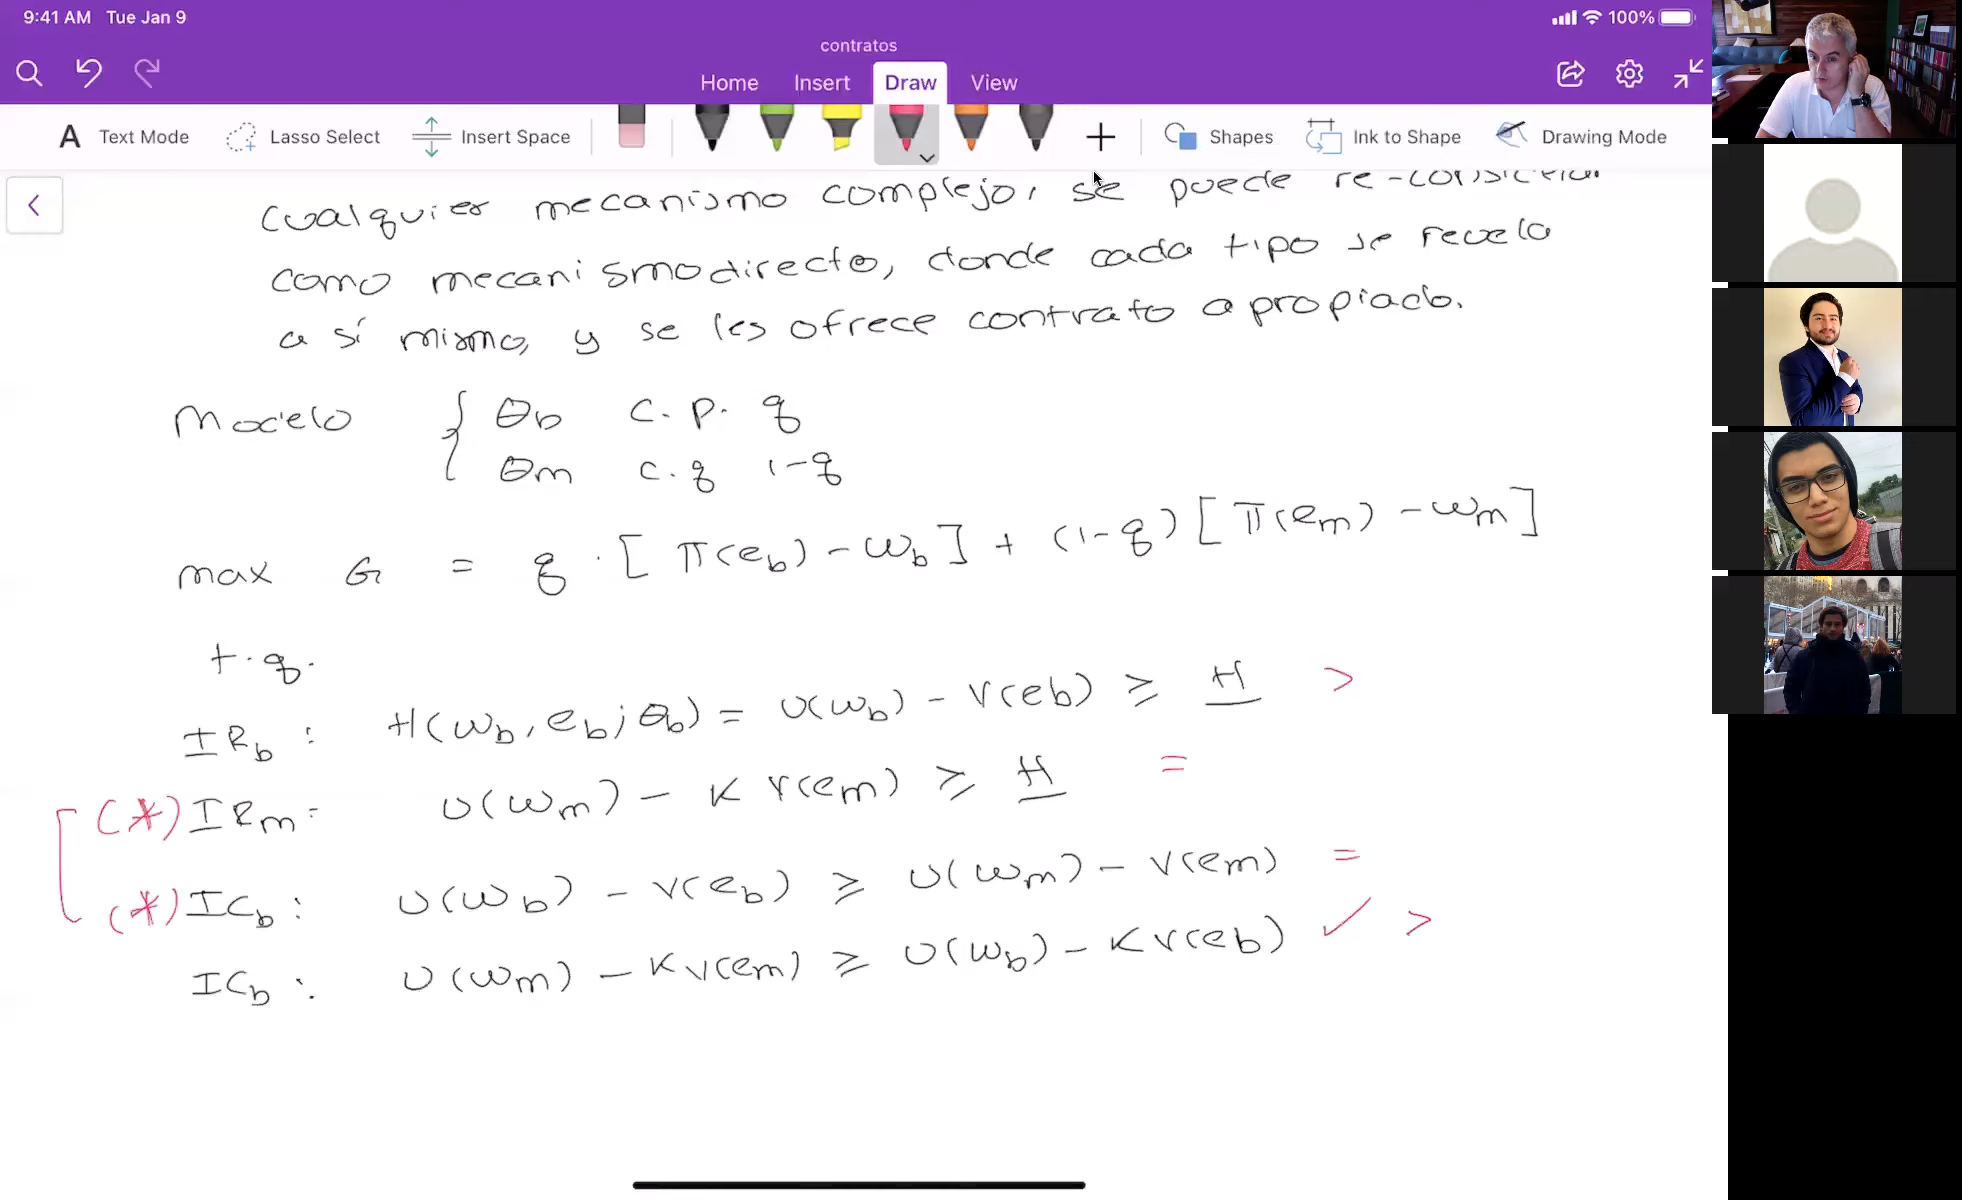 9:41 AM Tue Jan 9
100%
contratos
Home Insert Draw View
Text Mode Lasso Select Insert Space Shapes Ink to Shape Drawing Mode
Cualquier mecanismo complejo, se puede
como mecanismo directo, donde cada tipo se revela
a sí mismo, y se les ofrece contrato apropiado.
Modelo { θb c.p. q
θm c.q 1-q
max G = q · [π(eb) - wb] + (1-q) [π(em) - wm]
t.q.
IRb : H(wb, eb; θb) = u(wb) - v(eb) ≥ H >
(*) IRm: u(wm) - K v(em) ≥ H =
(*) ICb : u(wb) - v(eb) ≥ u(wm) - v(em) =
ICb : u(wm) - K v(em) ≥ u(wb) - K v(eb) ✓ >